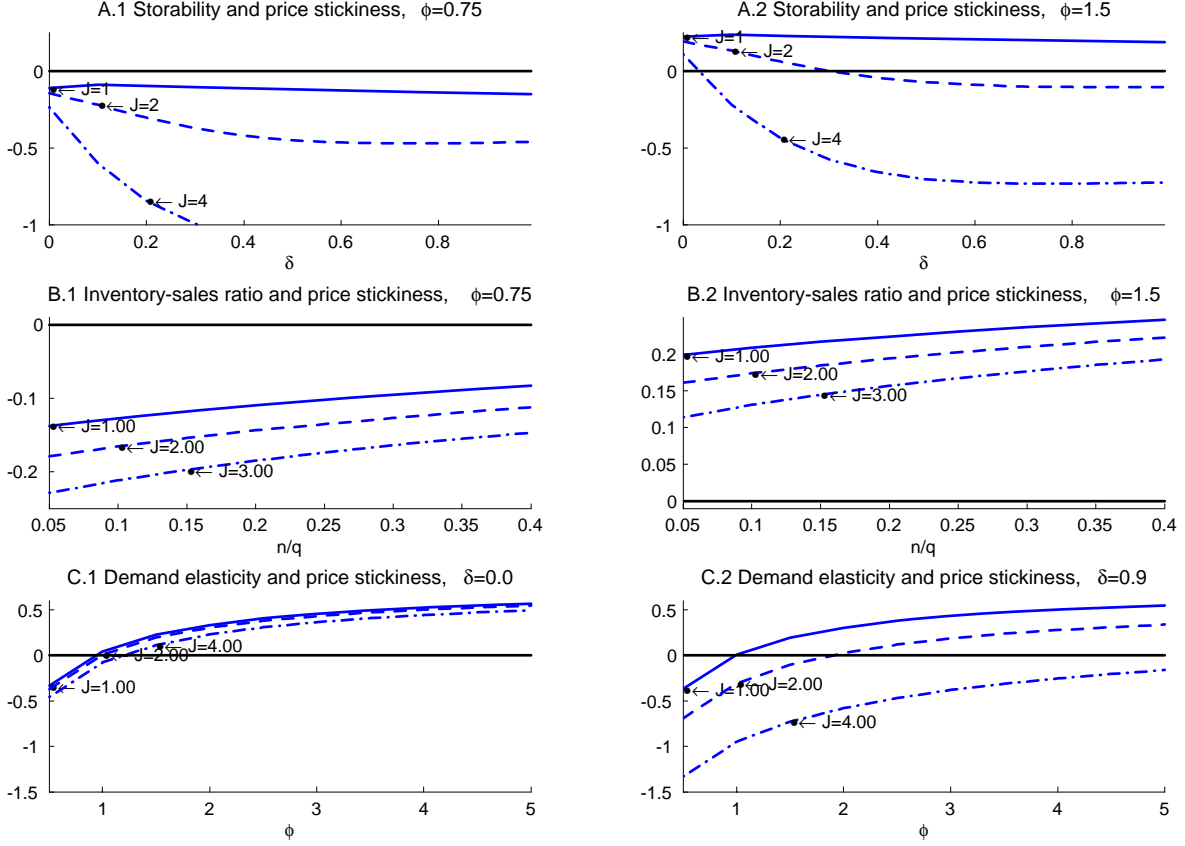 A.1 Storability and price stickiness, ϕ=0.75
0
-0.5
-1
← J=1
← J=2
← J=4
0 0.2 0.4 0.6 0.8
δ
A.2 Storability and price stickiness, ϕ=1.5
0
-0.5
-1
← J=1
← J=2
← J=4
0 0.2 0.4 0.6 0.8
δ
B.1 Inventory-sales ratio and price stickiness, ϕ=0.75
0
-0.1
-0.2
← J=1.00
← J=2.00
← J=3.00
0.05 0.1 0.15 0.2 0.25 0.3 0.35 0.4
n/q
B.2 Inventory-sales ratio and price stickiness, ϕ=1.5
0.2
0.15
0.1
0.05
0
← J=1.00
← J=2.00
← J=3.00
0.05 0.1 0.15 0.2 0.25 0.3 0.35 0.4
n/q
C.1 Demand elasticity and price stickiness, δ=0.0
0.5
0
-0.5
-1
-1.5
← J=4.00
← J=2.00
← J=1.00
1 2 3 4 5
ϕ
C.2 Demand elasticity and price stickiness, δ=0.9
0.5
0
-0.5
-1
-1.5
← J=1.00
← J=2.00
← J=4.00
1 2 3 4 5
ϕ